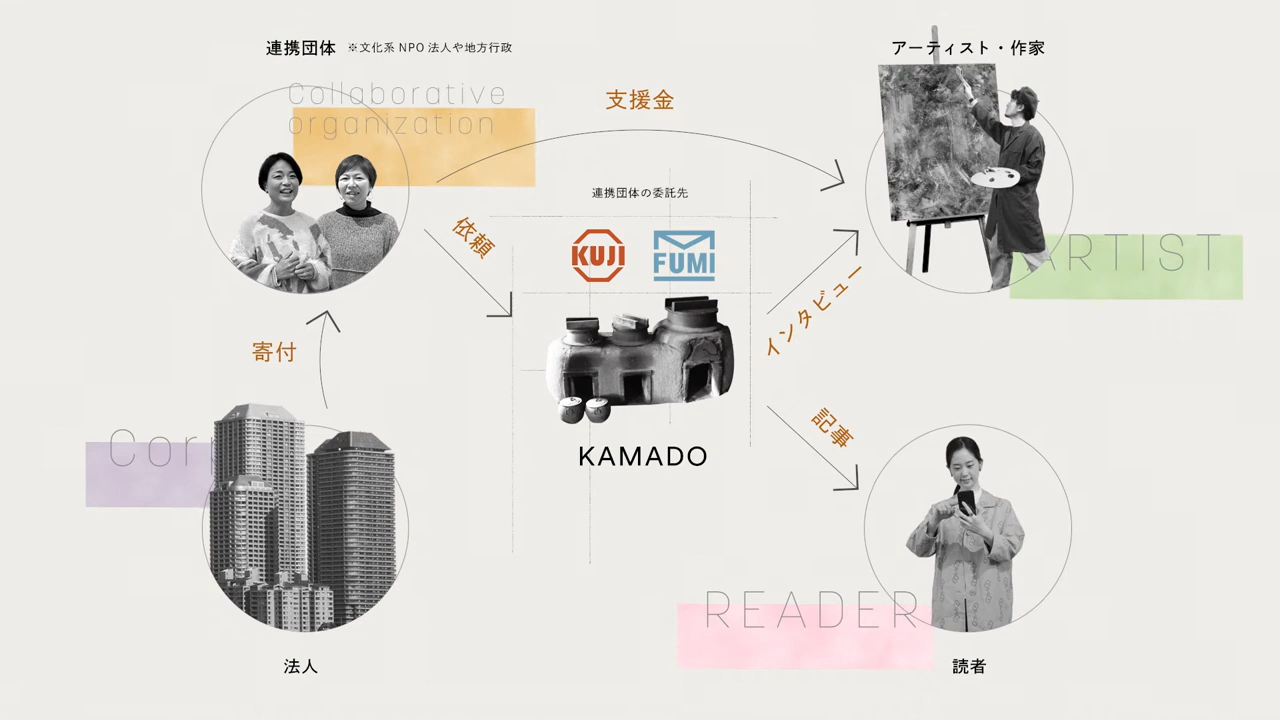 連携団体 ※文化系 NPO 法人や地方行政
アーティスト・作家
Collaborative
organization
支援金
連携団体の委託先
依頼
KUJI
FUMI
ARTIST
インタビュー
寄付
記事
Cor
KAMADO
READER
法人
読者